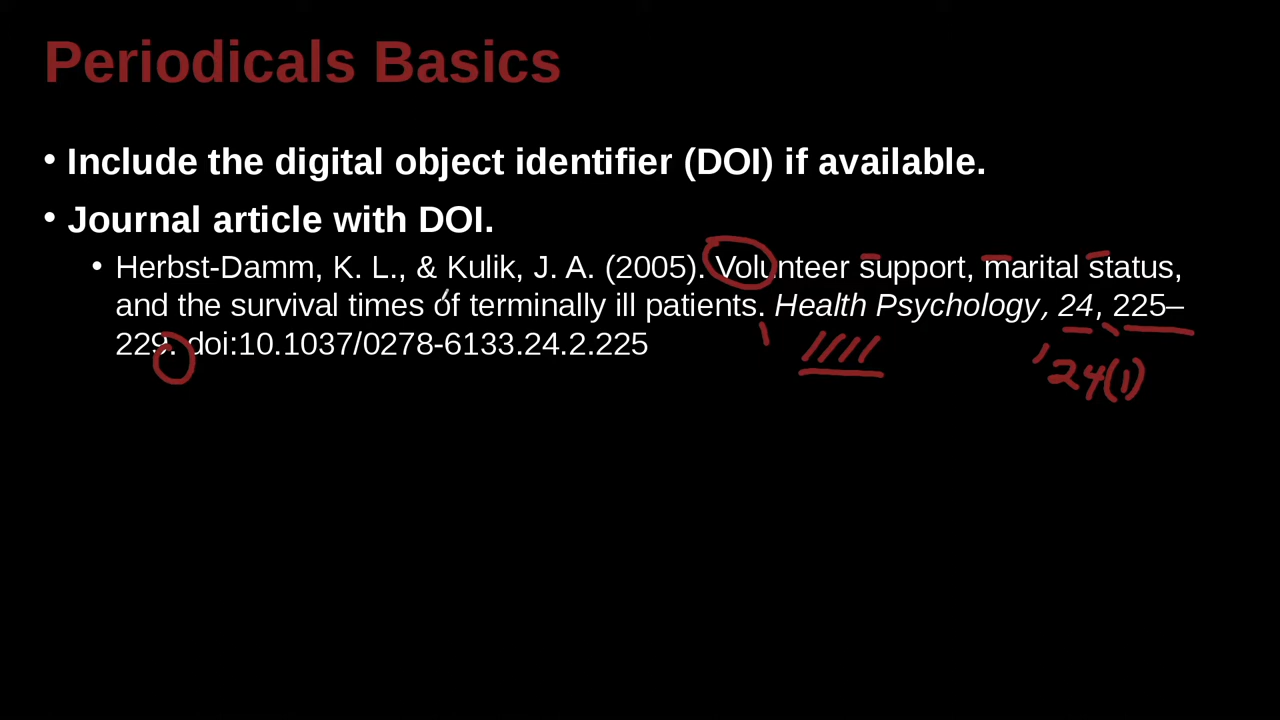 Periodicals Basics
• Include the digital object identifier (DOI) if available.
• Journal article with DOI.
• Herbst-Damm, K. L., & Kulik, J. A. (2005). Volunteer support, marital status,
and the survival times of terminally ill patients. Health Psychology, 24, 225–
229. doi:10.1037/0278-6133.24.2.225
24(1)